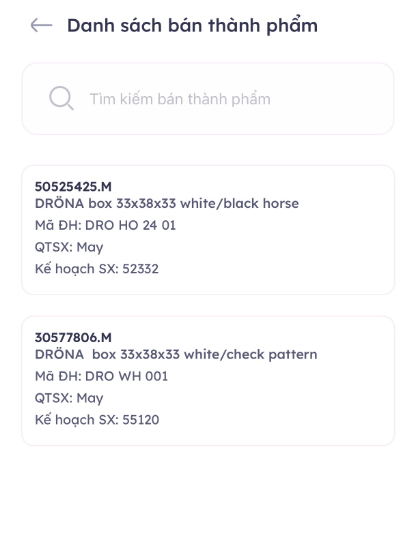 Danh sách bán thành phẩm
Tìm kiếm bán thành phẩm
50525425.M
DRÖNA box 33x38x33 white/black horse
Mã ĐH: DRO HO 24 01
QTSX: May
Kế hoạch SX: 52332
30577806.M
DRÖNA  box 33x38x33 white/check pattern
Mã ĐH: DRO WH 001
QTSX: May
Kế hoạch SX: 55120